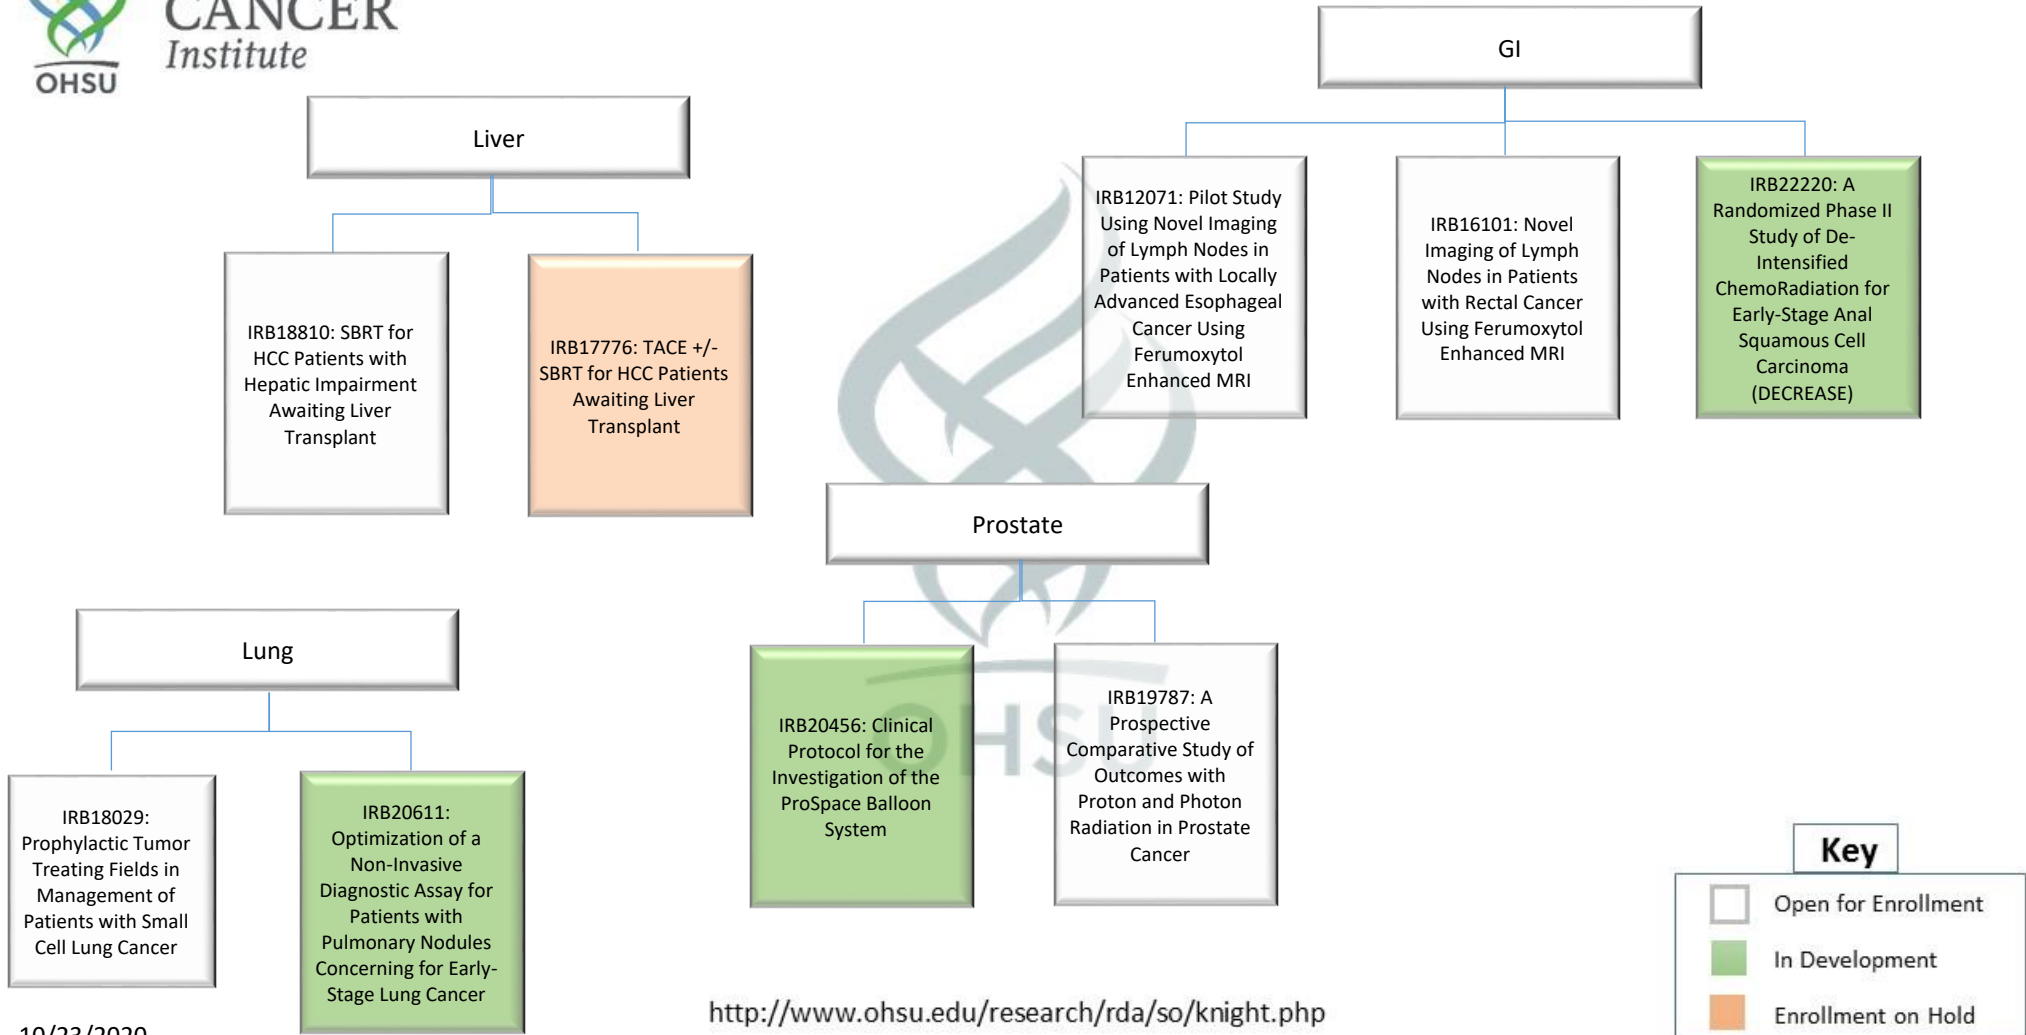 CANCER
Institute
OHSU
GI
Liver
IRB12071: Pilot Study
Using Novel Imaging
of Lymph Nodes in
Patients with Locally
Advanced Esophageal
Cancer Using
Ferumoxytol
Enhanced MRI
IRB16101: Novel
Imaging of Lymph
Nodes in Patients
with Rectal Cancer
Using Ferumoxytol
Enhanced MRI
IRB22220: A
Randomized Phase II
Study of De-
Intensified
ChemoRadiation for
Early-Stage Anal
Squamous Cell
Carcinoma
(DECREASE)
IRB18810: SBRT for
HCC Patients with
Hepatic Impairment
Awaiting Liver
Transplant
IRB17776: TACE +/-
SBRT for HCC Patients
Awaiting Liver
Transplant
Prostate
Lung
IRB20456: Clinical
Protocol for the
Investigation of the
ProSpace Balloon
System
IRB19787: A
Prospective
Comparative Study of
Outcomes with
Proton and Photon
Radiation in Prostate
Cancer
OHSU
IRB18029:
Prophylactic Tumor
Treating Fields in
Management of
Patients with Small
Cell Lung Cancer
IRB20611:
Optimization of a
Non-Invasive
Diagnostic Assay for
Patients with
Pulmonary Nodules
Concerning for Early-
Stage Lung Cancer
Key
Open for Enrollment
In Development
Enrollment on Hold
http://www.ohsu.edu/research/rda/so/knight.php
10/23/2020